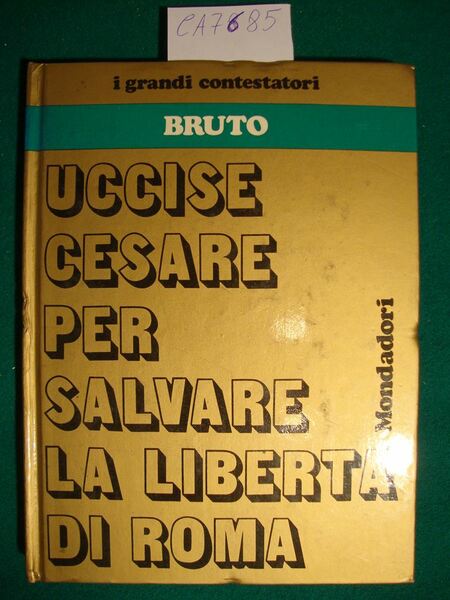 CA7685
i grandi contestatori
BRUTO
UCCISE
CESARE
PER
SALVARE
LA LIBERTÀ
DI ROMA
Mondadori